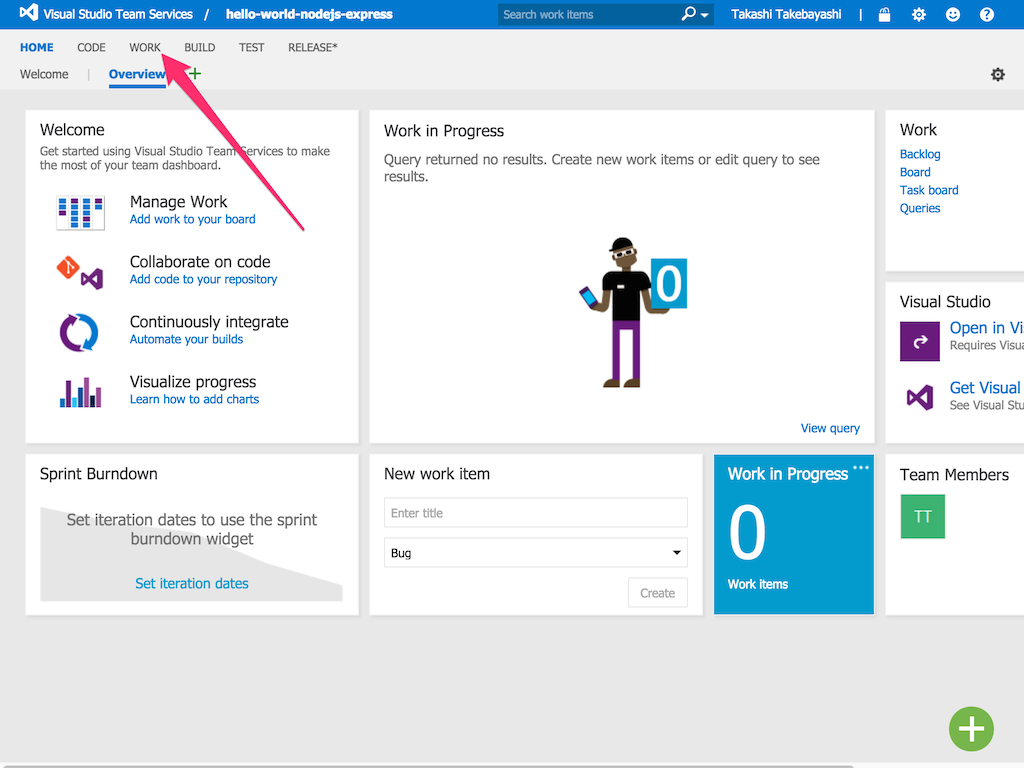 Visual Studio Team Services / hello-world-nodejs-express
Search work items
Takashi Takebayashi |
HOME CODE WORK BUILD TEST RELEASE*
Welcome | Overview
Welcome
Get started using Visual Studio Team Services to make
the most of your team dashboard.
Manage Work
Add work to your board
Collaborate on code
Add code to your repository
Continuously integrate
Automate your builds
Visualize progress
Learn how to add charts
Work in Progress
Query returned no results. Create new work items or edit query to see
results.
0
View query
Work
Backlog
Board
Task board
Queries
Visual Studio
Open in Vi
Requires Visua
Get Visual
See Visual Stu
Sprint Burndown
Set iteration dates to use the sprint
burndown widget
Set iteration dates
New work item
Enter title
Bug
Create
Work in Progress
0
Work items
Team Members
TT